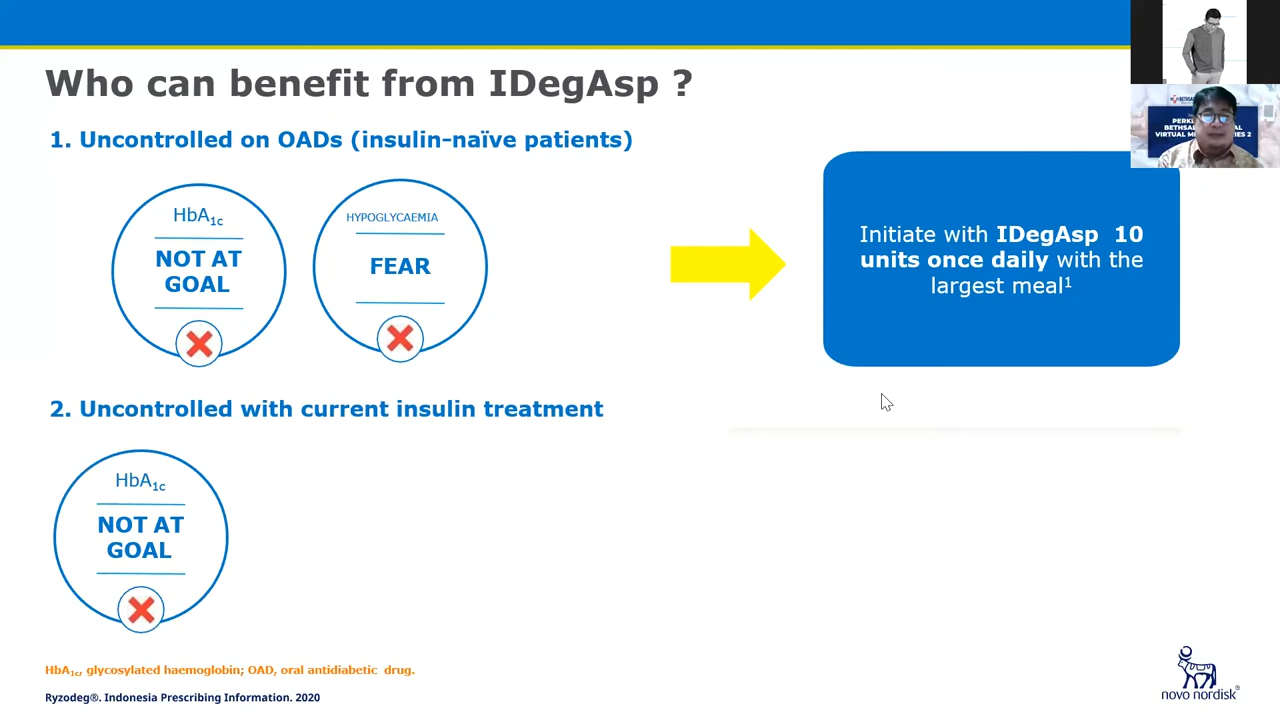 Who can benefit from IDegAsp ?
1. Uncontrolled on OADs (insulin-naïve patients)
HbA1c
NOT AT
GOAL
HYPOGLYCAEMIA
FEAR
Initiate with IDegAsp 10
units once daily with the
largest meal1
2. Uncontrolled with current insulin treatment
HbA1c
NOT AT
GOAL
HbA1c, glycosylated haemoglobin; OAD, oral antidiabetic drug.
Ryzodeg®. Indonesia Prescribing Information. 2020
novo nordisk®